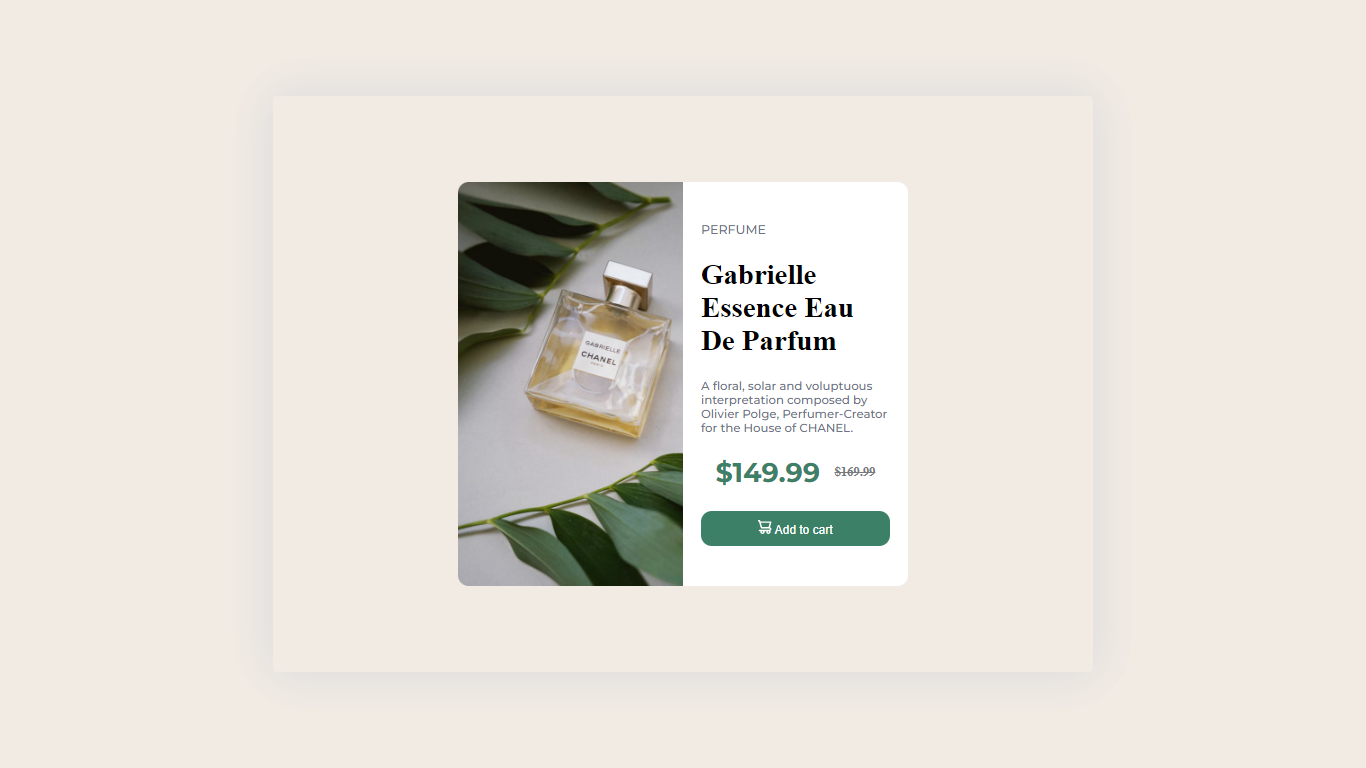 GABRIELLE
CHANEL
PARIS
PERFUME
Gabrielle
Essence Eau
De Parfum
A floral, solar and voluptuous
interpretation composed by
Olivier Polge, Perfumer-Creator
for the House of CHANEL.
$149.99 $169.99
Add to cart